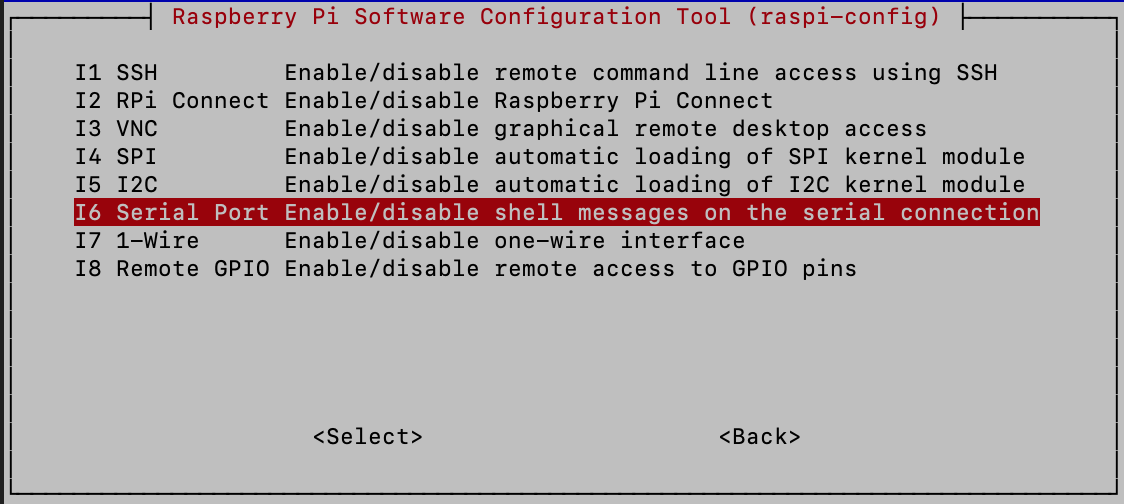 Raspberry Pi Software Configuration Tool (raspi-config)
I1 SSH Enable/disable remote command line access using SSH
I2 RPi Connect Enable/disable Raspberry Pi Connect
I3 VNC Enable/disable graphical remote desktop access
I4 SPI Enable/disable automatic loading of SPI kernel module
I5 I2C Enable/disable automatic loading of I2C kernel module
I6 Serial Port Enable/disable shell messages on the serial connection
I7 1-Wire Enable/disable one-wire interface
I8 Remote GPIO Enable/disable remote access to GPIO pins
<Select> <Back>